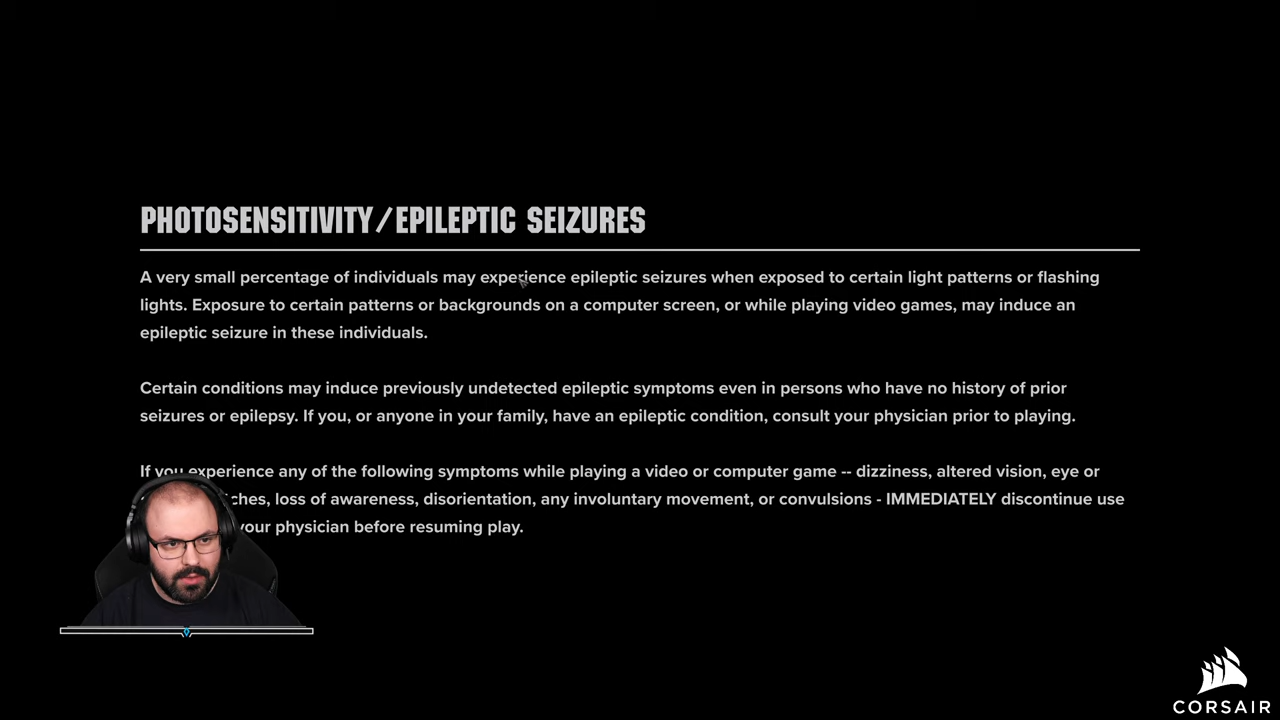 PHOTOSENSITIVITY/EPILEPTIC SEIZURES
A very small percentage of individuals may experience epileptic seizures when exposed to certain light patterns or flashing
lights. Exposure to certain patterns or backgrounds on a computer screen, or while playing video games, may induce an
epileptic seizure in these individuals.
Certain conditions may induce previously undetected epileptic symptoms even in persons who have no history of prior
seizures or epilepsy. If you, or anyone in your family, have an epileptic condition, consult your physician prior to playing.
If you experience any of the following symptoms while playing a video or computer game -- dizziness, altered vision, eye or
loss of awareness, disorientation, any involuntary movement, or convulsions - IMMEDIATELY discontinue use
your physician before resuming play.
CORSAIR